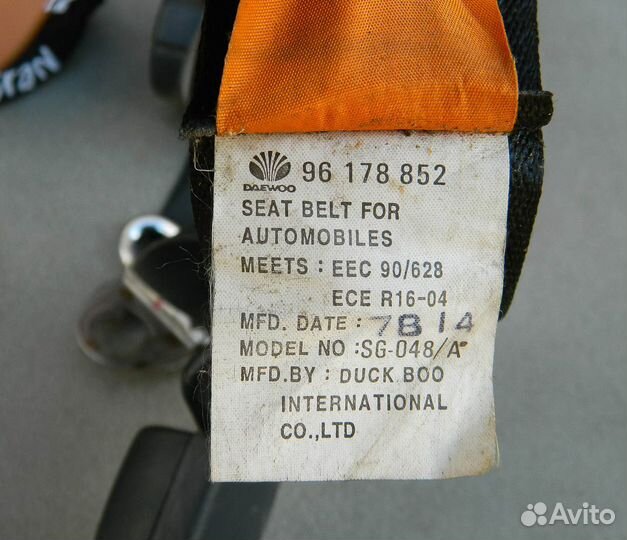 DAEWOO 96 178 852
SEAT BELT FOR
AUTOMOBILES
MEETS : EEC 90/628
ECE R16-04
MFD. DATE : 7B14
MODEL NO :SG-048/A
MFD.BY : DUCK BOO
INTERNATIONAL
CO.,LTD
Avito